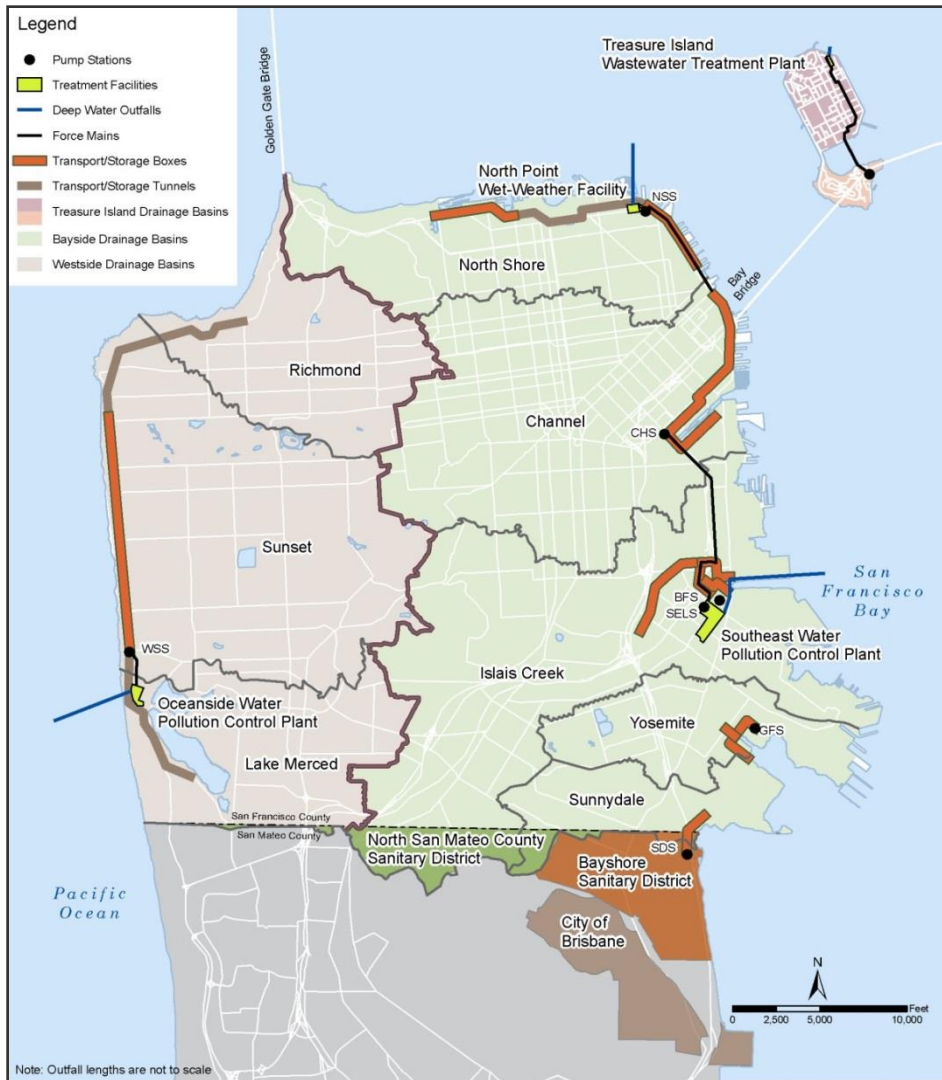 Legend
Pump Stations
Treatment Facilities
Deep Water Outfalls
Force Mains
Transport/Storage Boxes
Transport/Storage Tunnels
Treasure Island Drainage Basins
Bayside Drainage Basins
Westside Drainage Basins
Golden Gate Bridge
Treasure Island
Wastewater Treatment Plant
North Point
Wet-Weather Facility
NSS
North Shore
Bay
Bridge
Richmond
Channel
CHS
Sunset
San
Francisco
Bay
BFS
SELS
Southeast Water
Pollution Control Plant
WSS
Islais Creek
Oceanside Water
Pollution Control Plant
Yosemite
GFS
Lake Merced
Sunnydale
San Francisco County
San Mateo County
North San Mateo County
Sanitary District
SDS
Bayshore
Sanitary District
Pacific
Ocean
City of
Brisbane
N
Feet
0 2,500 5,000 10,000
Note: Outfall lengths are not to scale